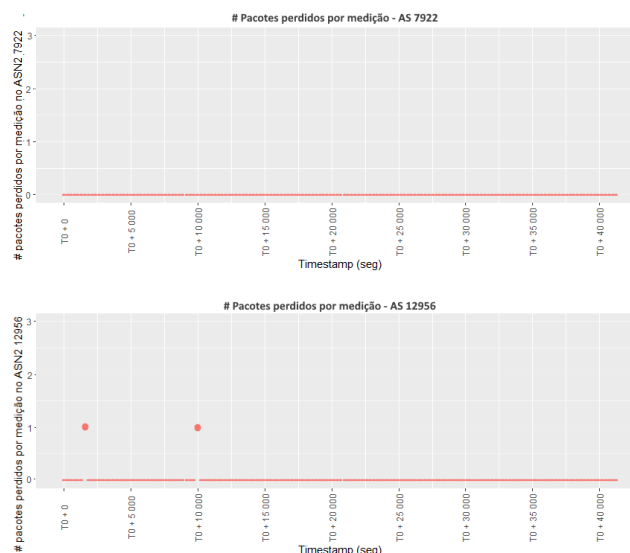 # Pacotes perdidos por medição - AS 7922
# pacotes perdidos por medição no ASN2 7922
3
2
1
0
T0 + 0
T0 + 5 000
T0 + 10 000
T0 + 15 000
T0 + 20 000
T0 + 25 000
T0 + 30 000
T0 + 35 000
T0 + 40 000
Timestamp (seg)
# Pacotes perdidos por medição - AS 12956
# pacotes perdidos por medição no ASN2 12956
3
2
1
0
T0 + 0
T0 + 5 000
T0 + 10 000
T0 + 15 000
T0 + 20 000
T0 + 25 000
T0 + 30 000
T0 + 35 000
T0 + 40 000
Timestamp (seg)